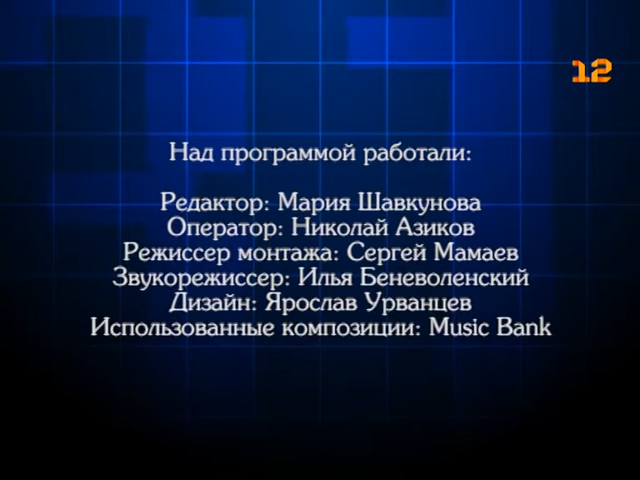 12
Над программой работали:
Редактор: Мария Шавкунова
Оператор: Николай Азиков
Режиссер монтажа: Сергей Мамаев
Звукорежиссер: Илья Беневоленский
Дизайн: Ярослав Урванцев
Использованные композиции: Music Bank